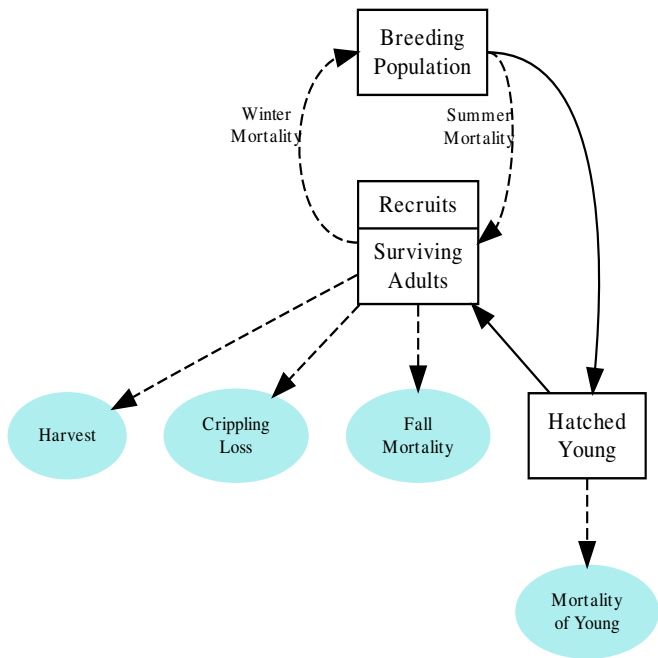 Breeding
Population
Winter
Mortality
Summer
Mortality
Recruits
Surviving
Adults
Harvest
Crippling
Loss
Fall
Mortality
Hatched
Young
Mortality
of Young